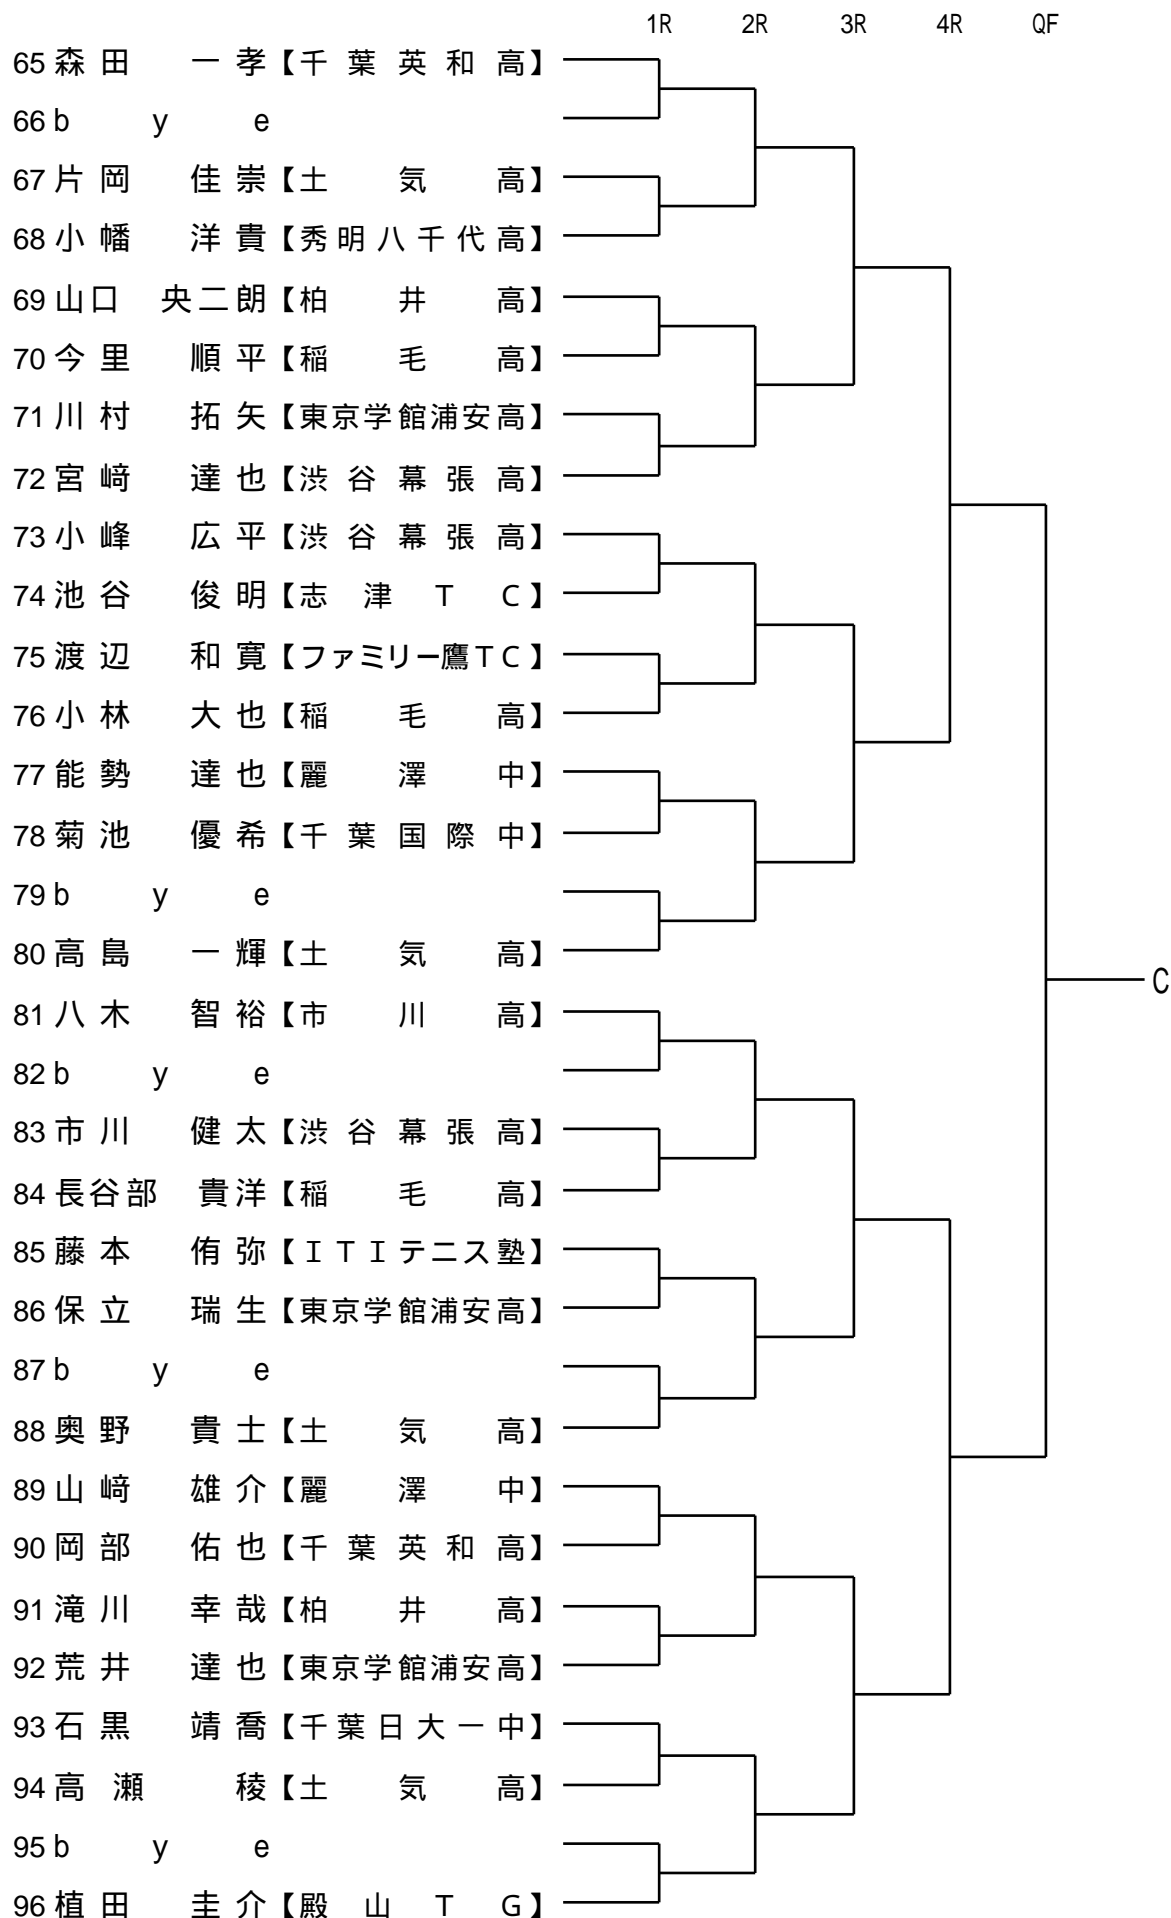 1R 2R 3R 4R QF
65 森田 一孝【千葉英和高】
66 bye
67 片岡 佳崇【土気高】
68 小幡 洋貴【秀明八千代高】
69 山口 央二朗【柏井高】
70 今里 順平【稲毛高】
71 川村 拓矢【東京学館浦安高】
72 宮﨑 達也【渋谷幕張高】
73 小峰 広平【渋谷幕張高】
74 池谷 俊明【志津TC】
75 渡辺 和寛【ファミリー鷹TC】
76 小林 大也【稲毛高】
77 能勢 達也【麗澤中】
78 菊池 優希【千葉国際中】
79 bye
80 高島 一輝【土気高】
C
81 八木 智裕【市川高】
82 bye
83 市川 健太【渋谷幕張高】
84 長谷部 貴洋【稲毛高】
85 藤本 侑弥【ITIテニス塾】
86 保立 瑞生【東京学館浦安高】
87 bye
88 奥野 貴士【土気高】
89 山﨑 雄介【麗澤中】
90 岡部 佑也【千葉英和高】
91 滝川 幸哉【柏井高】
92 荒井 達也【東京学館浦安高】
93 石黒 靖喬【千葉日大一中】
94 高瀬 稜【土気高】
95 bye
96 植田 圭介【殿山TG】